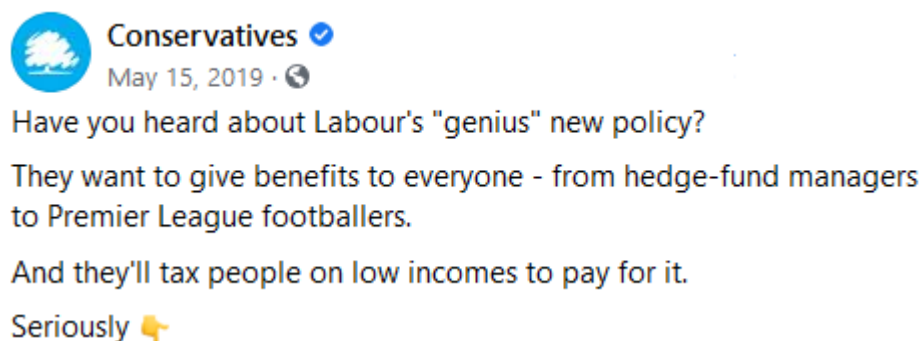 Conservatives
May 15, 2019 ·
Have you heard about Labour's "genius" new policy?
They want to give benefits to everyone - from hedge-fund managers
to Premier League footballers.
And they'll tax people on low incomes to pay for it.
Seriously 👇